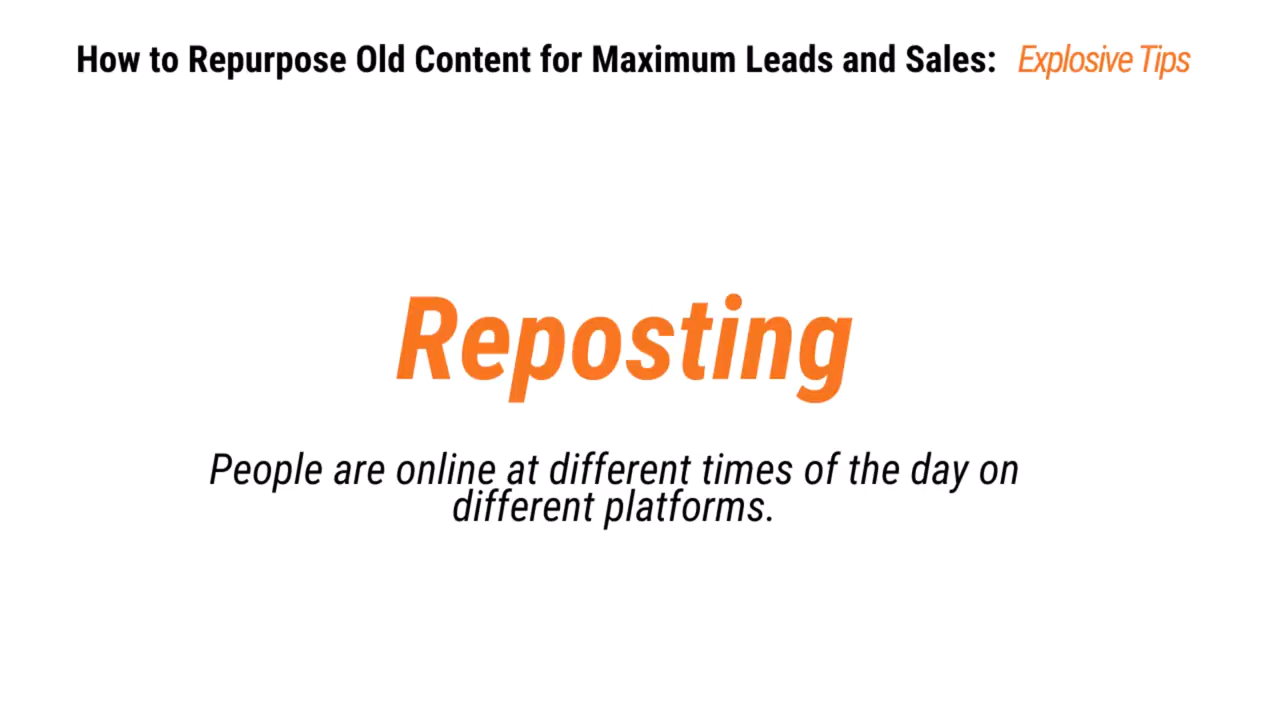 How to Repurpose Old Content for Maximum Leads and Sales: Explosive Tips
Reposting
People are online at different times of the day on
different platforms.